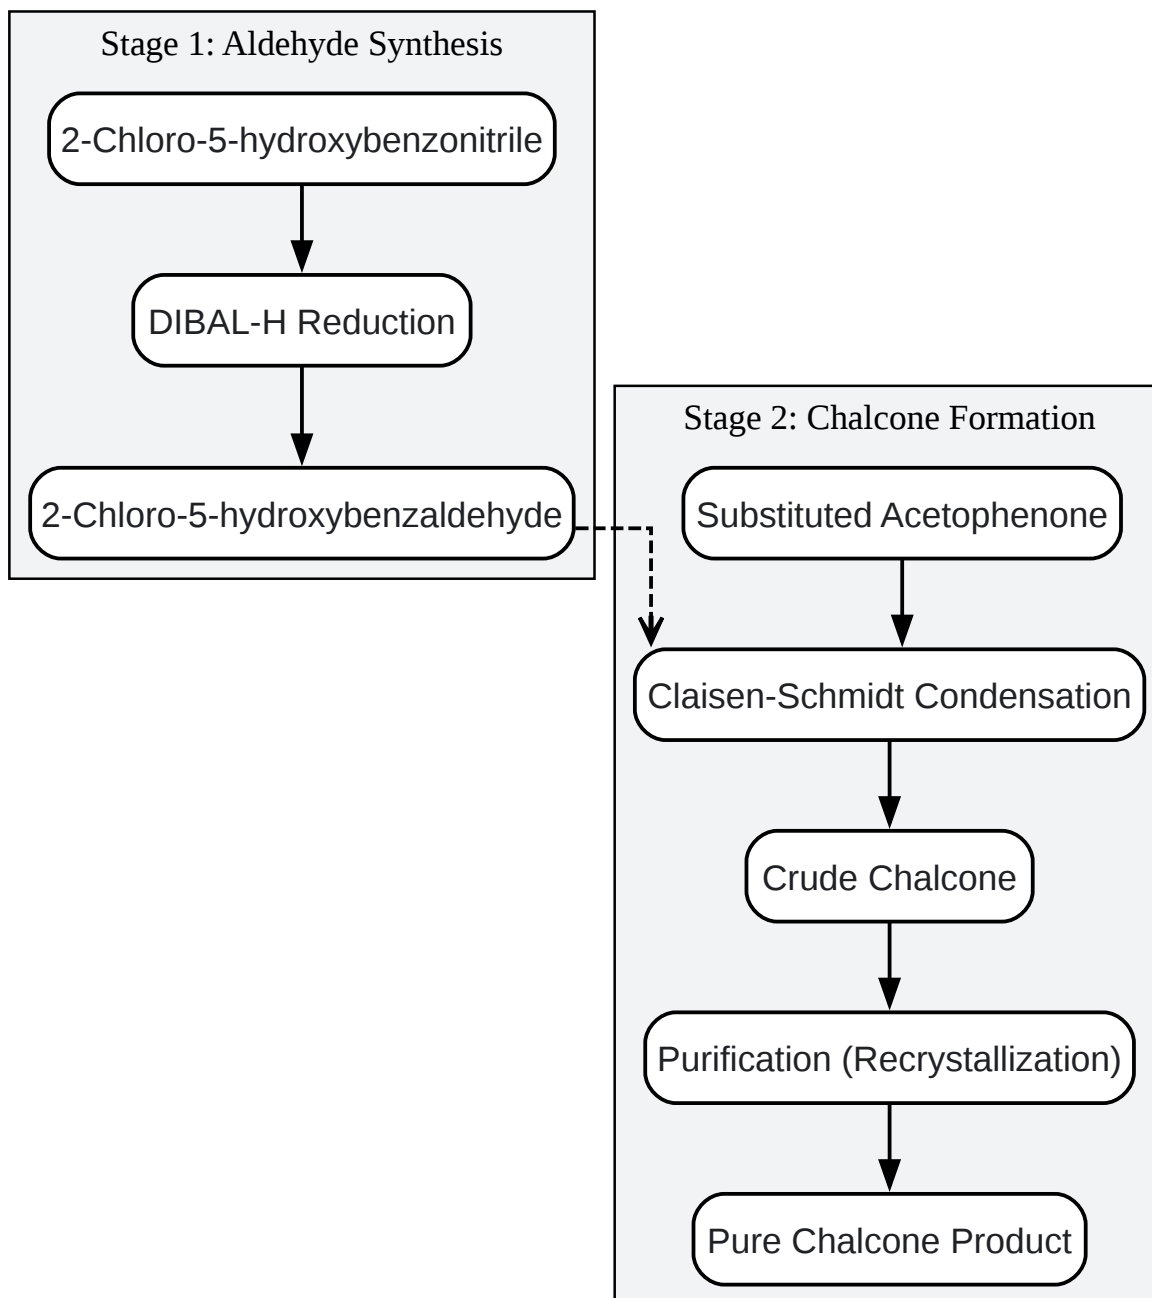 Stage 1: Aldehyde Synthesis
2-Chloro-5-hydroxybenzonitrile
DIBAL-H Reduction
2-Chloro-5-hydroxybenzaldehyde
Stage 2: Chalcone Formation
Substituted Acetophenone
Claisen-Schmidt Condensation
Crude Chalcone
Purification (Recrystallization)
Pure Chalcone Product